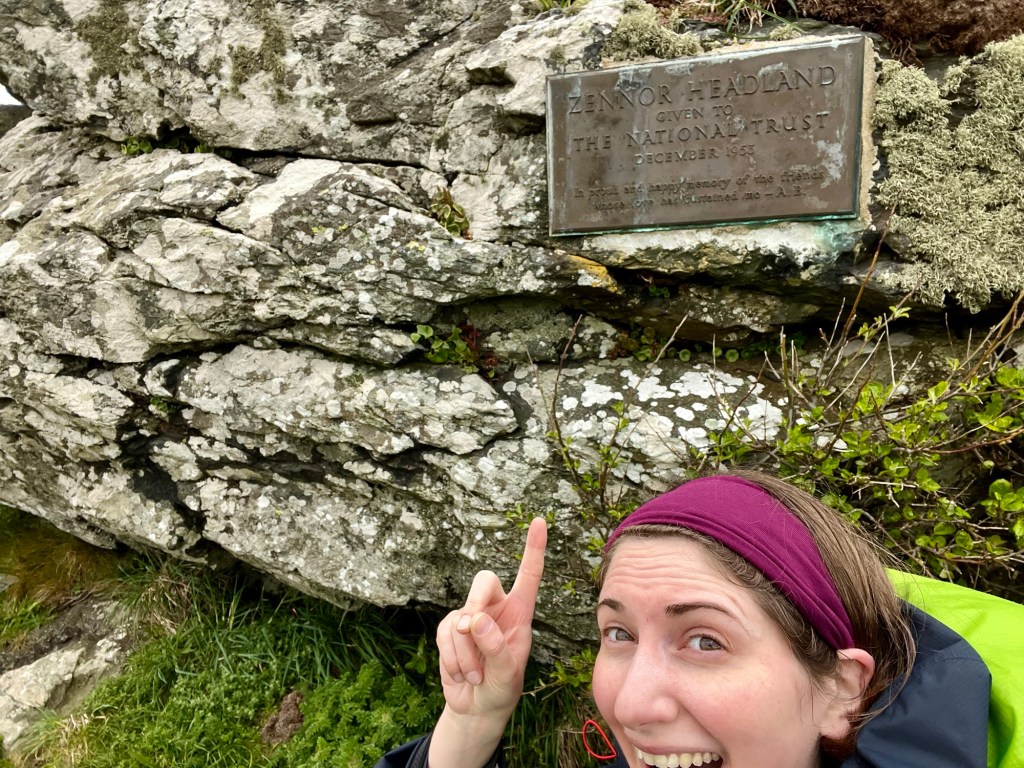 ZENNOR HEADLAND
GIVEN TO
THE NATIONAL TRUST
DECEMBER 1953
In proud and happy memory of the friends
whose love has sustained me – A.B.